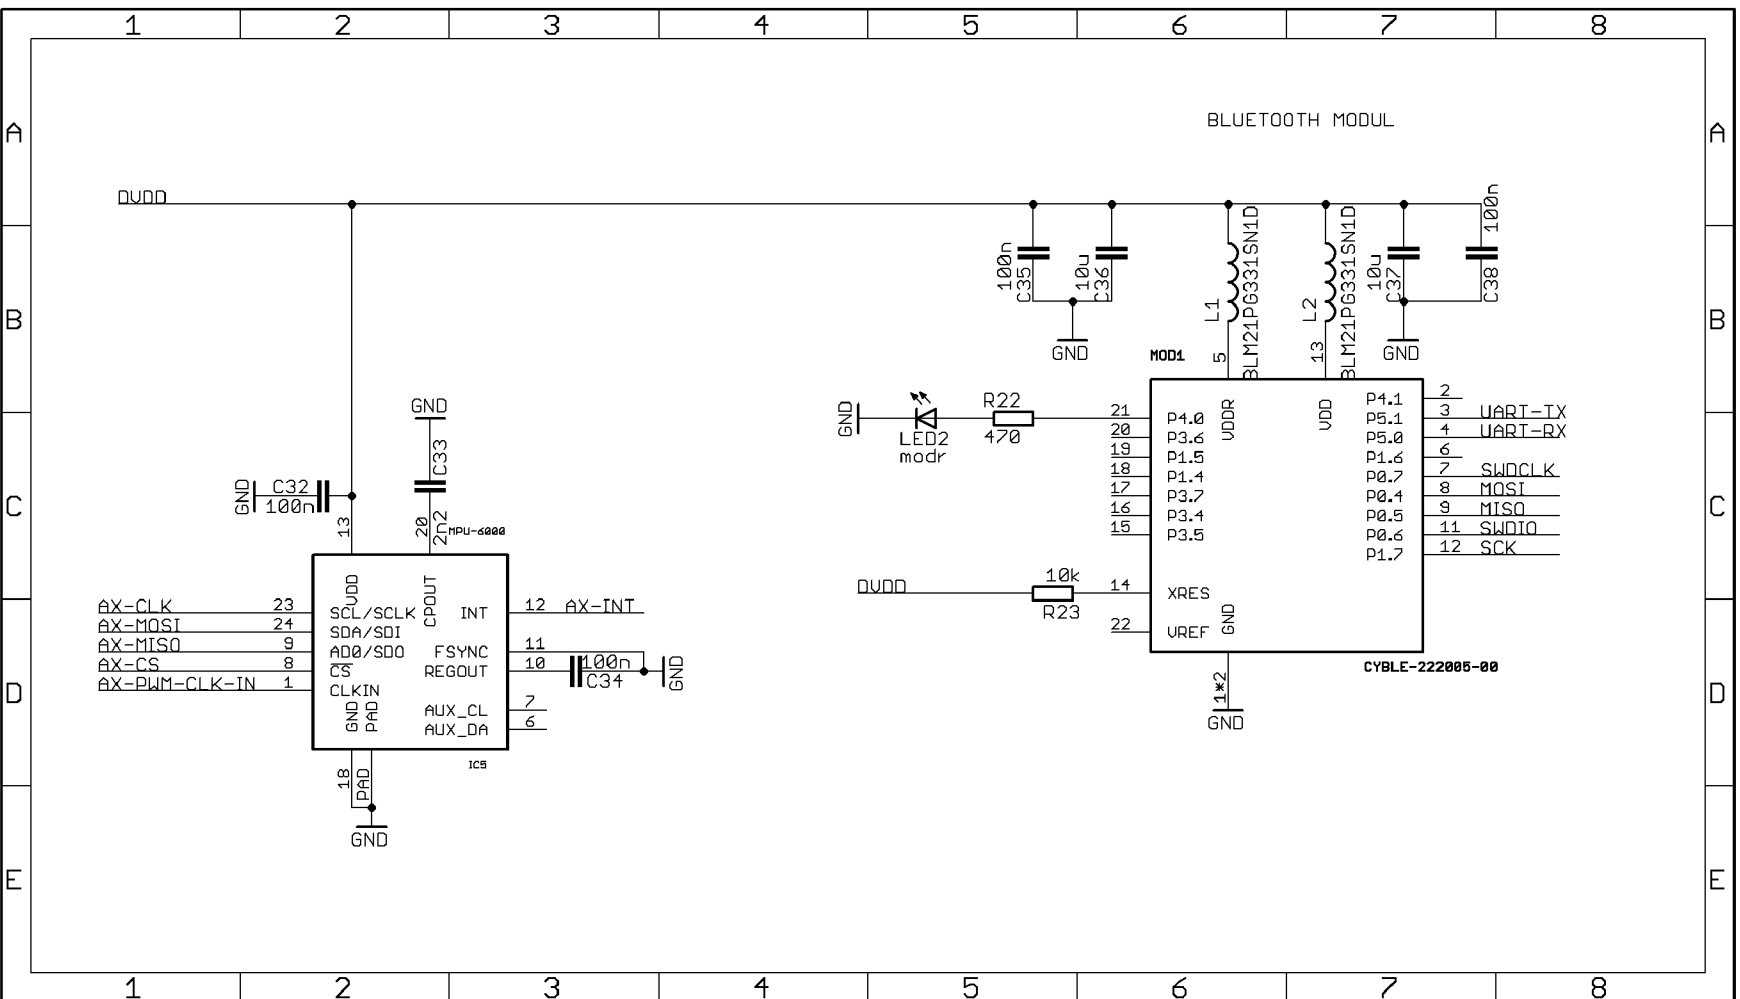 1 2 3 4 5 6 7 8
A A
BLUETOOTH MODUL
DVDD
100n
C35
10u
C36
GND
L1
BLM21PG331SN1D
L2
BLM21PG331SN1D
10u
C37
100n
C38
GND
B B
MOD1
5
13
GND
R22
470
LED2
modr
21 P4.0
20 P3.6
19 P1.5
18 P1.4
17 P3.7
16 P3.4
15 P3.5
VDDR
VDD
P4.1 2
P5.1 3 UART-TX
P5.0 4 UART-RX
P1.6 6
P0.7 7 SWDCLK
P0.4 8 MOSI
P0.5 9 MISO
P0.6 11 SWDIO
P1.7 12 SCK
DVDD
10k
R23
14 XRES
22 VREF
GND
CYBLE-222005-00
1*2
GND
GND
C33
2n2
20
GND
C32
100n
13
C C
MPU-6000
VDD
CPOUT
AX-CLK 23 SCL/SCLK
AX-MOSI 24 SDA/SDI
AX-MISO 9 AD0/SDO
AX-CS 8 CS
AX-PWM-CLK-IN 1 CLKIN
INT 12 AX-INT
FSYNC 11
REGOUT 10
100n
C34
GND
AUX_CL 7
AUX_DA 6
GND
PAD
IC5
18
PAD
GND
D D
E E
1 2 3 4 5 6 7 8